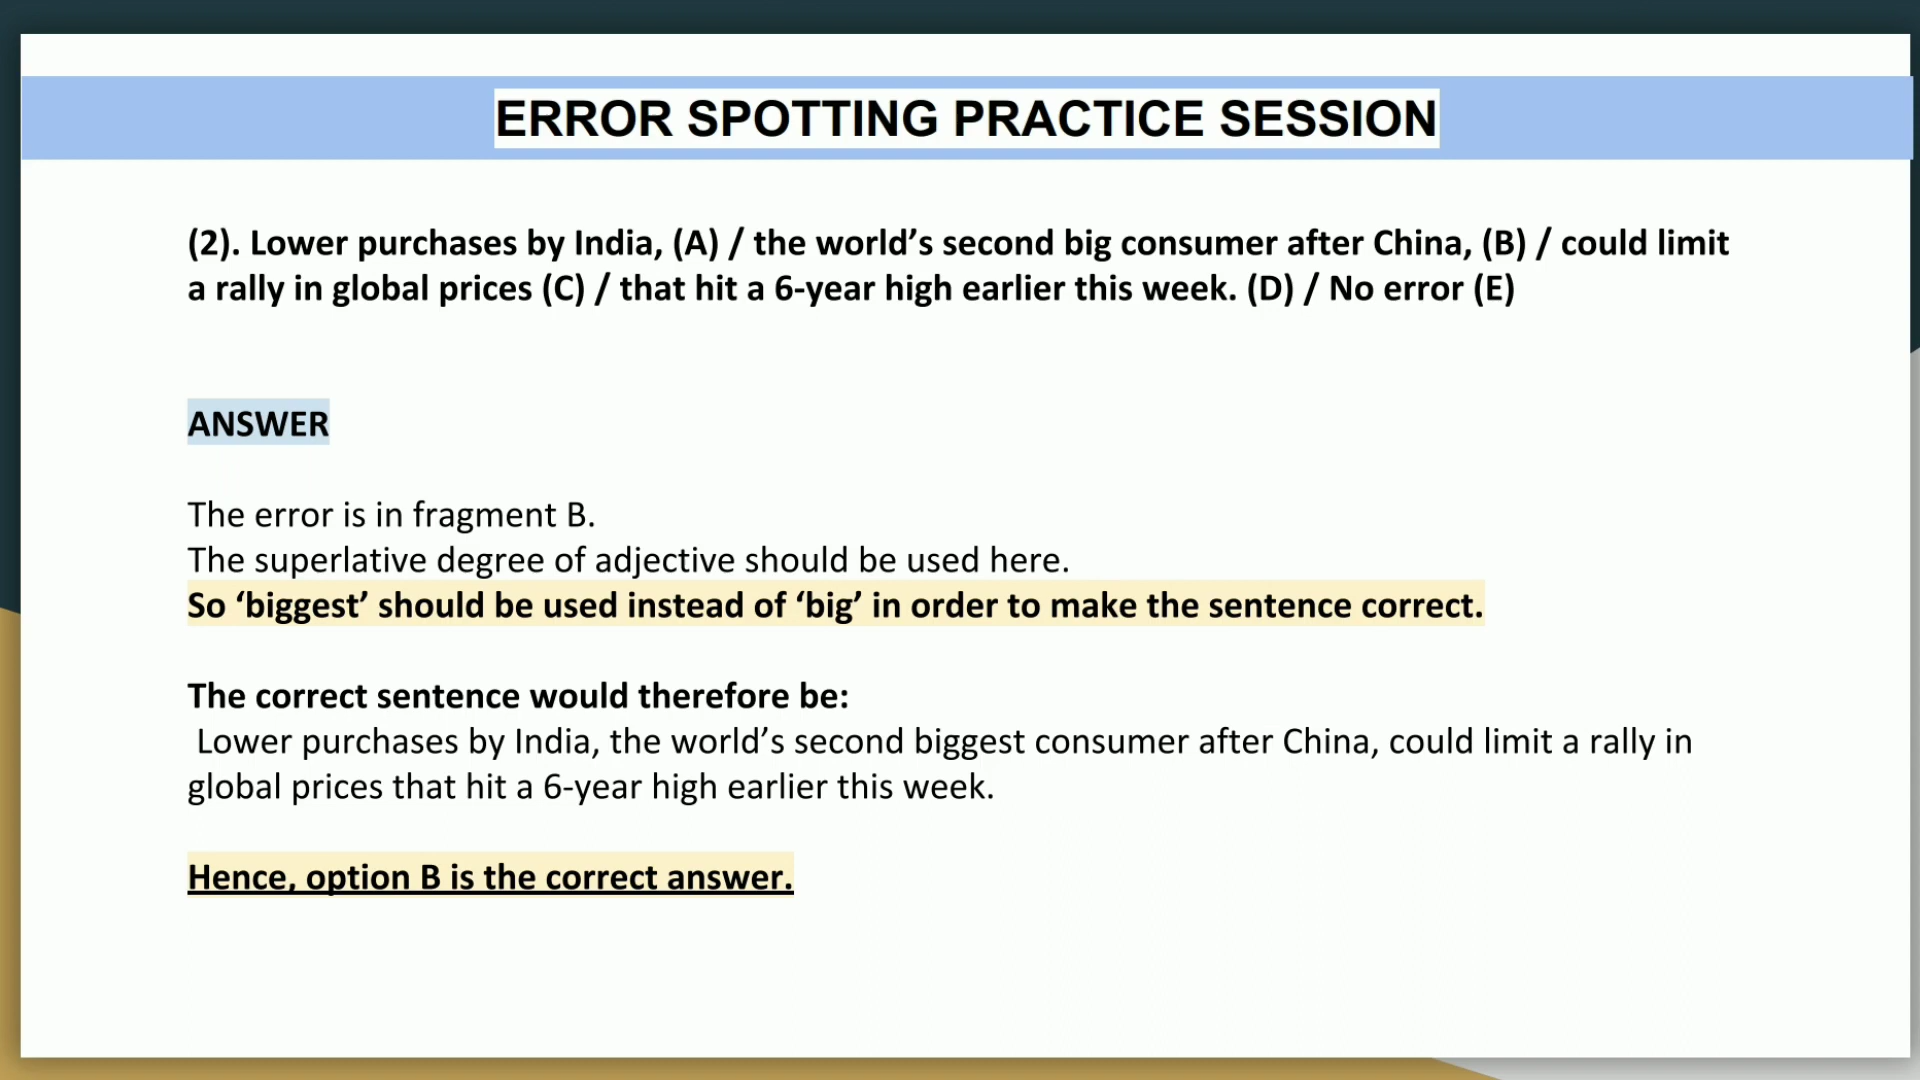 ERROR SPOTTING PRACTICE SESSION
(2). Lower purchases by India, (A) / the world’s second big consumer after China, (B) / could limit
a rally in global prices (C) / that hit a 6-year high earlier this week. (D) / No error (E)
ANSWER
The error is in fragment B.
The superlative degree of adjective should be used here.
So ‘biggest’ should be used instead of ‘big’ in order to make the sentence correct.
The correct sentence would therefore be:
Lower purchases by India, the world’s second biggest consumer after China, could limit a rally in
global prices that hit a 6-year high earlier this week.
Hence, option B is the correct answer.